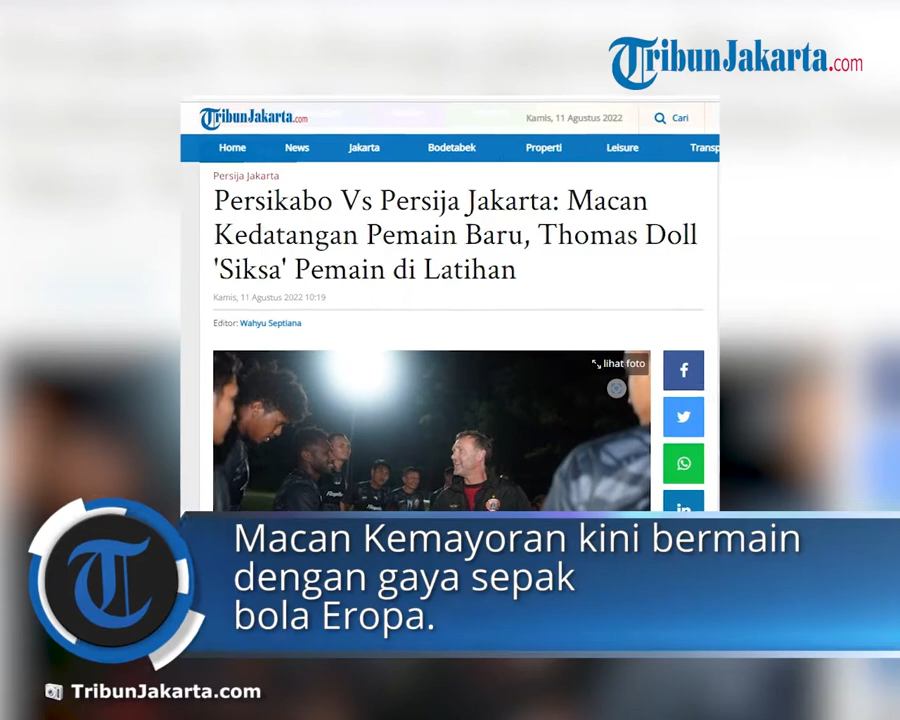 TribunJakarta.com
TribunJakarta.com
Kamis, 11 Agustus 2022
Cari
Home News Jakarta Bodetabek Properti Leisure Transp
Persija Jakarta
Persikabo Vs Persija Jakarta: Macan
Kedatangan Pemain Baru, Thomas Doll
'Siksa' Pemain di Latihan
Kamis, 11 Agustus 2022 10:19
Editor: Wahyu Septiana
lihat foto
f
in
Macan Kemayoran kini bermain
dengan gaya sepak
bola Eropa.
T
TribunJakarta.com